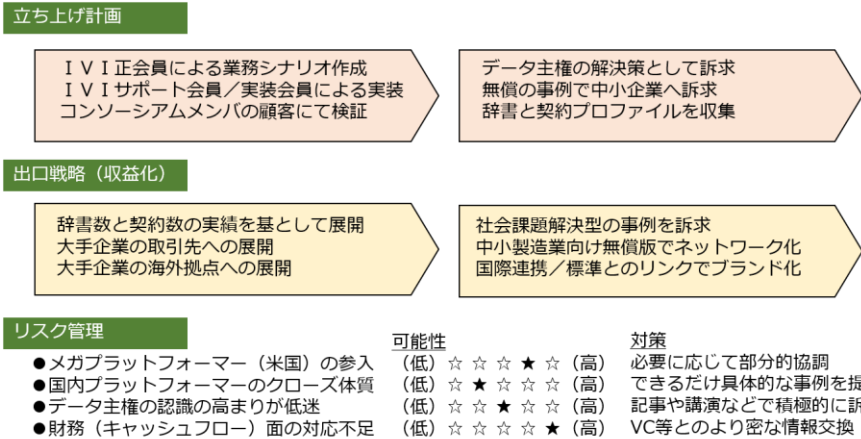 立ち上げ計画
ＩＶＩ正会員による業務シナリオ作成
ＩＶＩサポート会員／実装会員による実装
コンソーシアムメンバの顧客にて検証
データ主権の解決策として訴求
無償の事例で中小企業へ訴求
辞書と契約プロファイルを収集
出口戦略（収益化）
辞書数と契約数の実績を基として展開
大手企業の取引先への展開
大手企業の海外拠点への展開
社会課題解決型の事例を訴求
中小製造業向け無償版でネットワーク化
国際連携／標準とのリンクでブランド化
リスク管理
可能性 対策
●メガプラットフォーマー（米国）の参入 （低）☆ ☆ ☆ ★ ☆（高） 必要に応じて部分的協調
●国内プラットフォーマーのクローズ体質 （低）☆ ★ ☆ ☆ ☆（高） できるだけ具体的な事例を提
●データ主権の認識の高まりが低迷 （低）☆ ☆ ★ ☆ ☆（高） 記事や講演などで積極的に訴
●財務（キャッシュフロー）面の対応不足 （低）☆ ☆ ☆ ☆ ★（高） VC等とのより密な情報交換